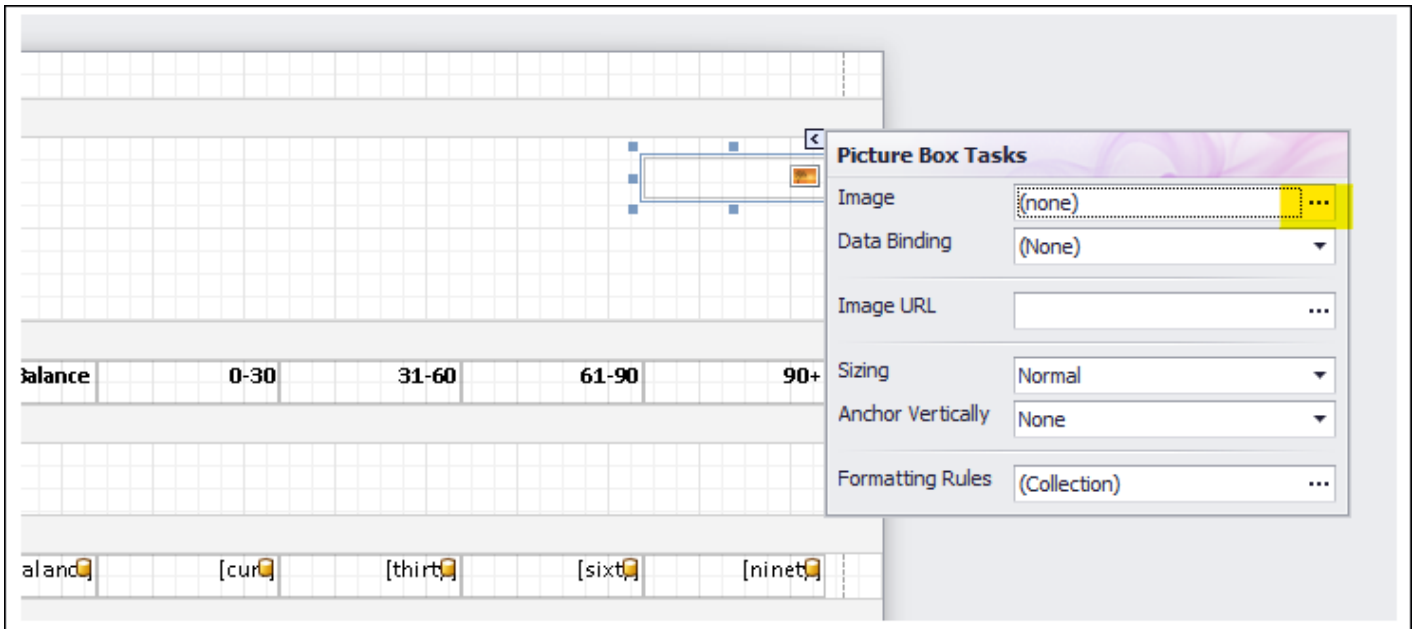 Picture Box Tasks
Image (none) ...
Data Binding (None)
Image URL ...
Balance 0-30 31-60 61-90 90+
Sizing Normal
Anchor Vertically None
Formatting Rules (Collection) ...
alanc [cur [thirt [sixt [ninet